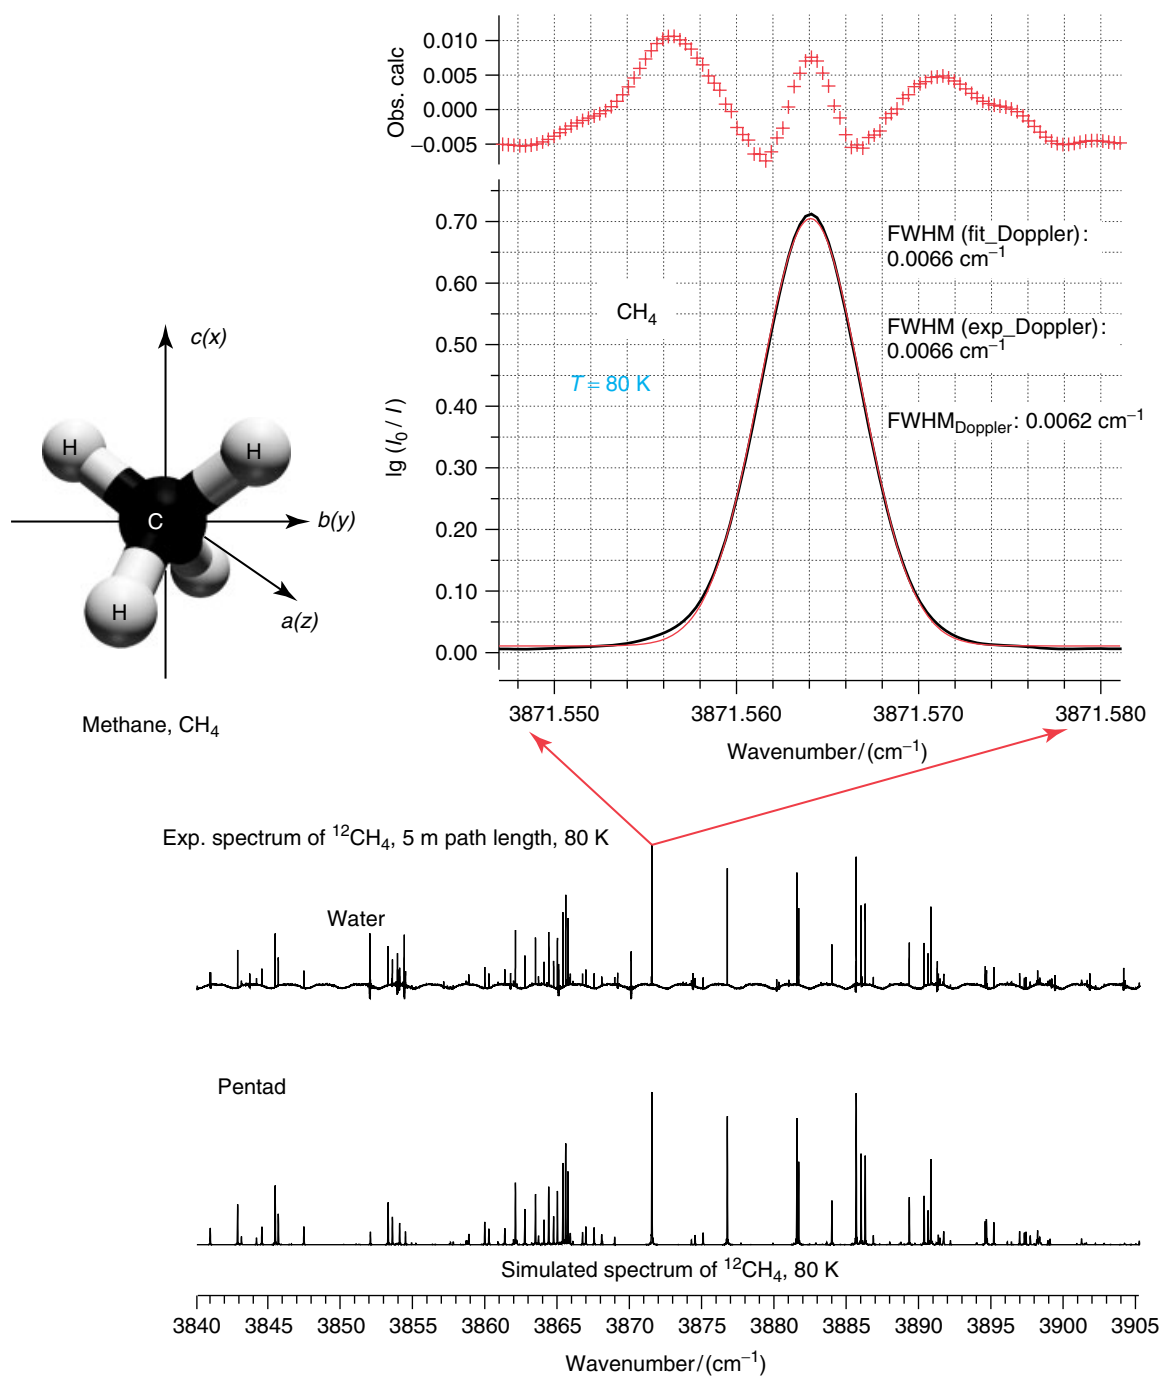 0.010
0.005
0.000
−0.005
Obs. calc
0.70
0.60
0.50
0.40
0.30
0.20
0.10
0.00
lg (I0 / I)
FWHM (fit_Doppler):
0.0066 cm−1
CH4
FWHM (exp_Doppler):
0.0066 cm−1
T = 80 K
FWHMDoppler: 0.0062 cm−1
3871.550 3871.560 3871.570 3871.580
Wavenumber/(cm−1)
c(x)
H
H
C
b(y)
H
a(z)
Methane, CH4
Exp. spectrum of 12CH4, 5 m path length, 80 K
Water
Pentad
Simulated spectrum of 12CH4, 80 K
3840 3845 3850 3855 3860 3865 3870 3875 3880 3885 3890 3895 3900 3905
Wavenumber/(cm−1)